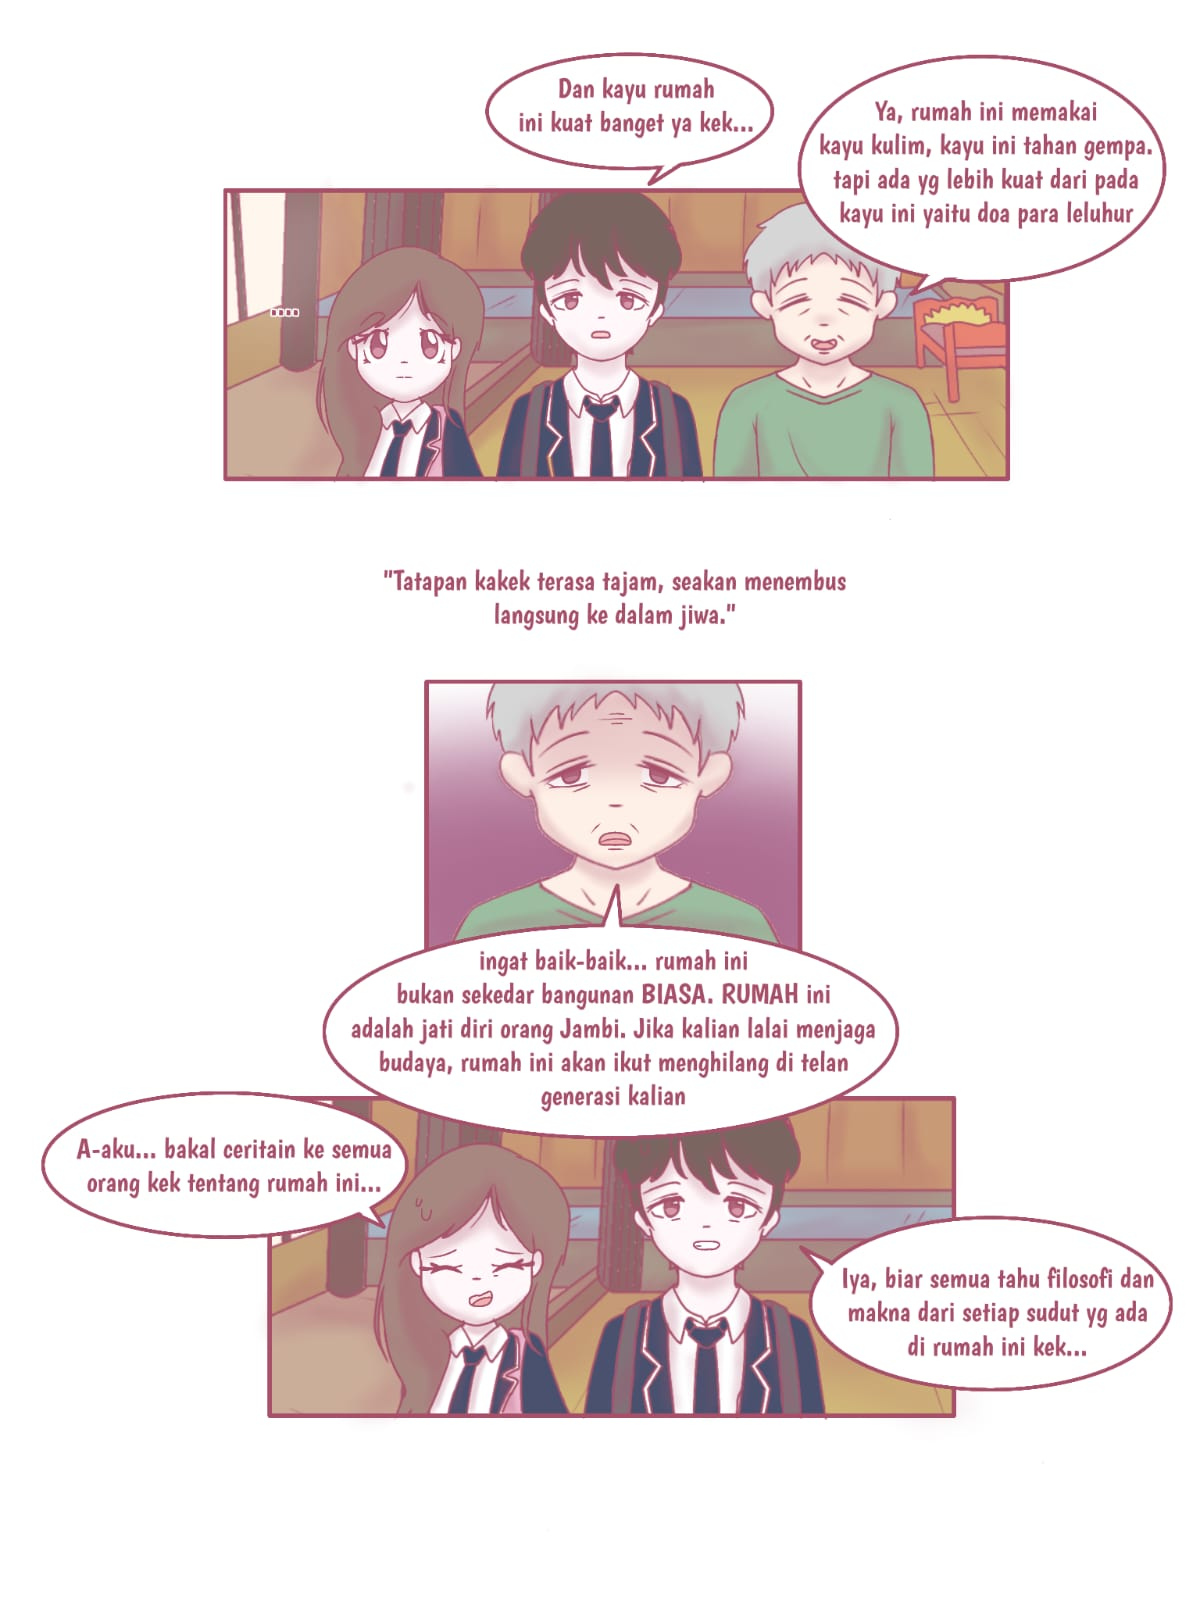 Dan kayu rumah
ini kuat banget ya kek...
Ya, rumah ini memakai
kayu kulim, kayu ini tahan gempa.
tapi ada yg lebih kuat dari pada
kayu ini yaitu doa para leluhur
....
"Tatapan kakek terasa tajam, seakan menembus
langsung ke dalam jiwa."
ingat baik-baik... rumah ini
bukan sekedar bangunan BIASA. RUMAH ini
adalah jati diri orang Jambi. Jika kalian lalai menjaga
budaya, rumah ini akan ikut menghilang di telan
generasi kalian
A-aku... bakal ceritain ke semua
orang kek tentang rumah ini...
Iya, biar semua tahu filosofi dan
makna dari setiap sudut yg ada
di rumah ini kek...